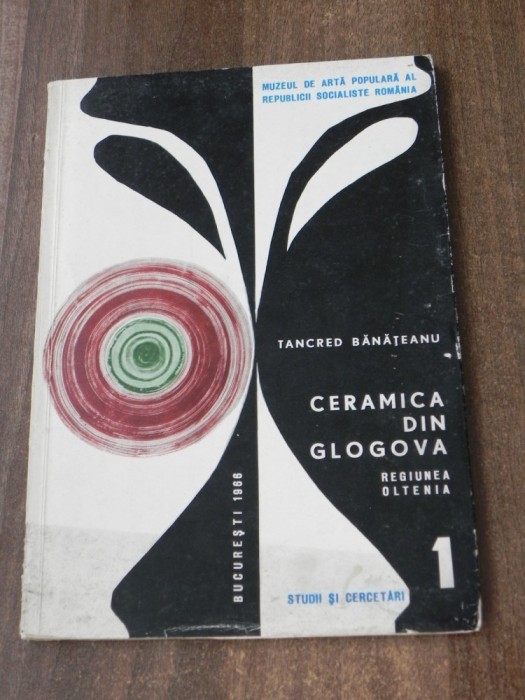 MUZEUL DE ARTĂ POPULARĂ AL
REPUBLICII SOCIALISTE ROMÂNIA
TANCRED BĂNĂŢEANU
CERAMICA
DIN
GLOGOVA
REGIUNEA
OLTENIA
BUCUREŞTI 1966
1
STUDII ŞI CERCETĂRI